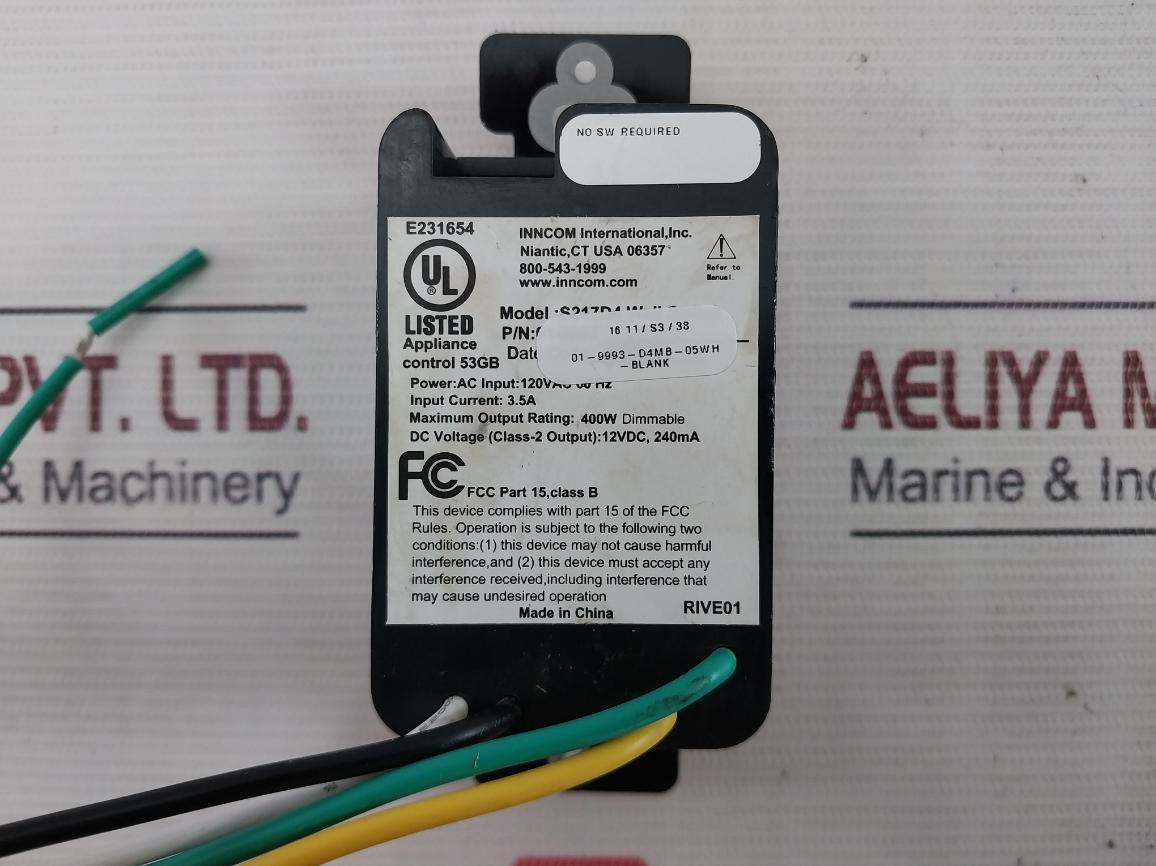 NO SW REQUIRED
E231654
UL
®
LISTED
Appliance
control 53GB
INNCOM International,Inc.
Niantic,CT USA 06357
800-543-1999
www.inncom.com
Refer to
Manual.
Model
P/N:
Date
16 11 / S3 / 38
01-9993-D4MB-05WH
-BLANK
Power:AC Input:120VAC 60 Hz
Input Current: 3.5A
Maximum Output Rating: 400W Dimmable
DC Voltage (Class-2 Output):12VDC, 240mA
FC FCC Part 15,class B
This device complies with part 15 of the FCC
Rules. Operation is subject to the following two
conditions:(1) this device may not cause harmful
interference,and (2) this device must accept any
interference received,including interference that
may cause undesired operation
Made in China
RIVE01
PVT. LTD.
& Machinery
AELIYA M
Marine & Ind